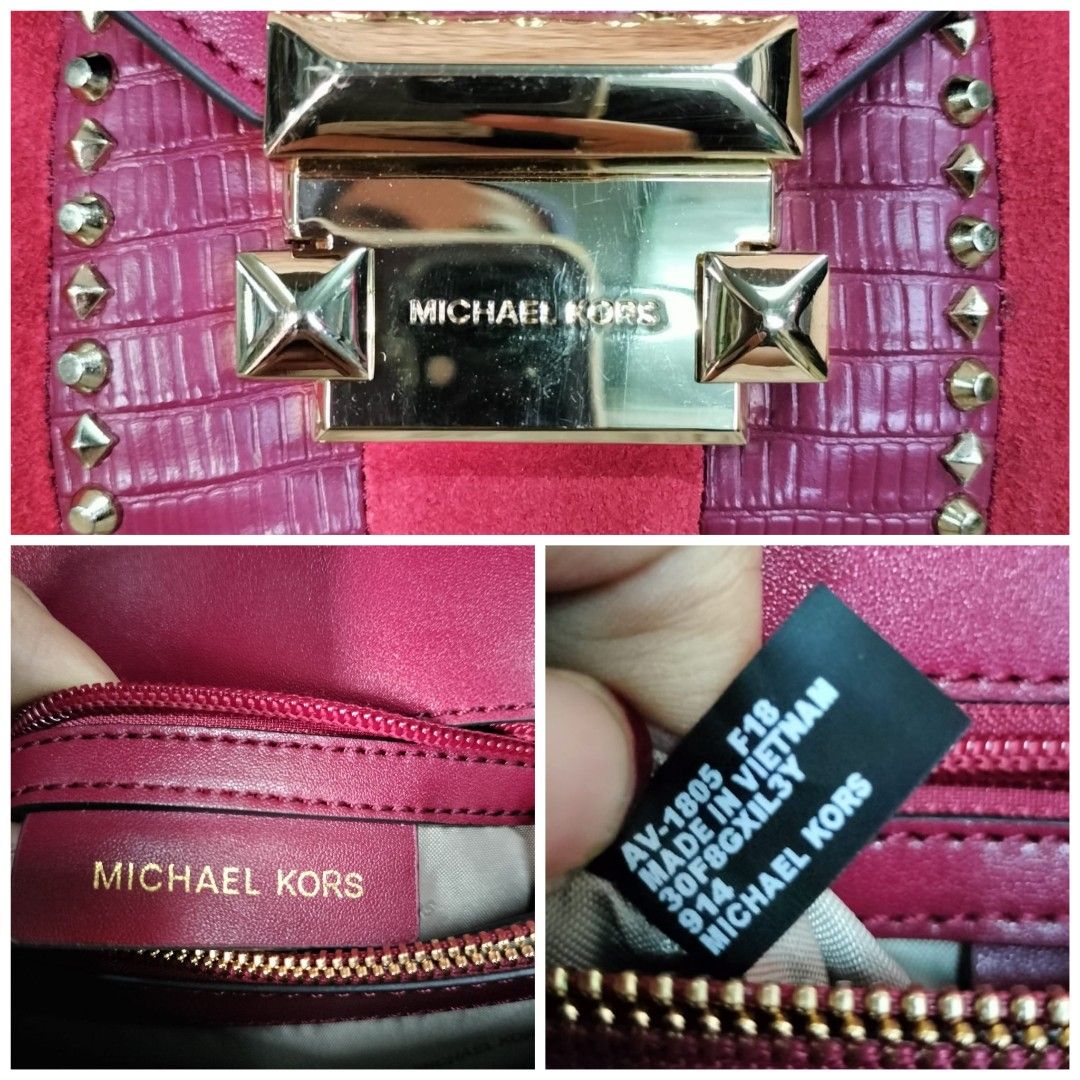 MICHAEL KORS
MICHAEL KORS
AV-1805 F18
MADE IN VIETNAM
30F8GXIL3Y
914
MICHAEL KORS